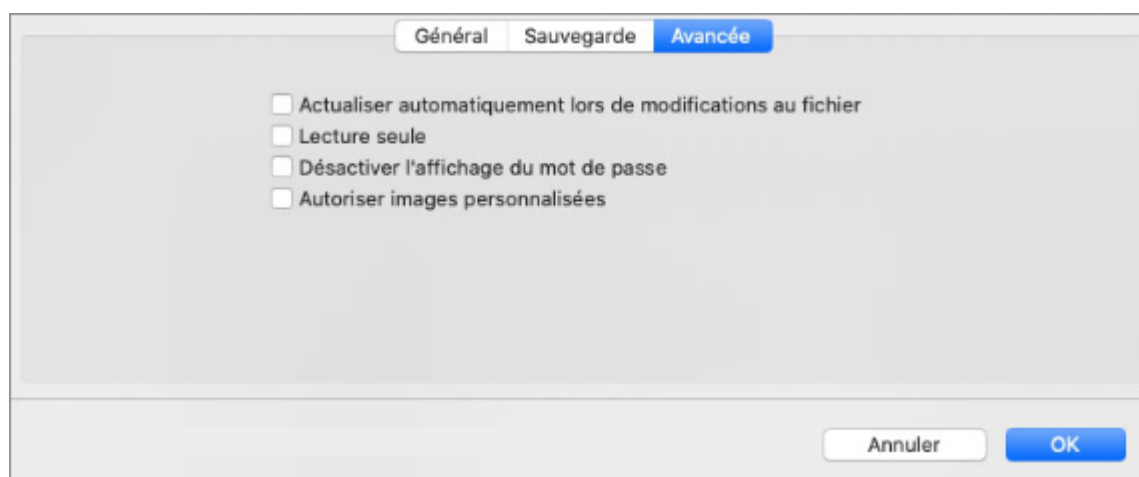 Général Sauvegarde Avancée
Actualiser automatiquement lors de modifications au fichier
Lecture seule
Désactiver l'affichage du mot de passe
Autoriser images personnalisées
Annuler OK